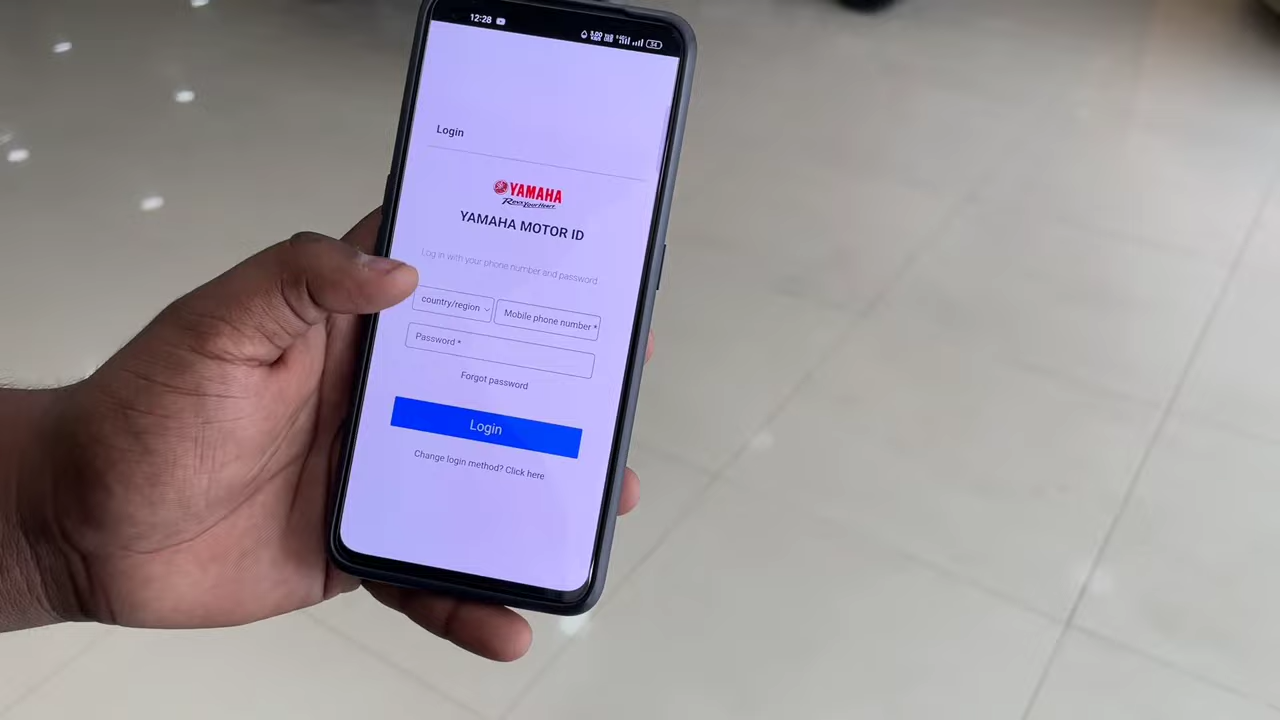 12:28
54
Login
YAMAHA
Revs Your Heart
YAMAHA MOTOR ID
Log in with your phone number and password
country/region
Mobile phone number *
Password *
Forgot password
Login
Change login method? Click here